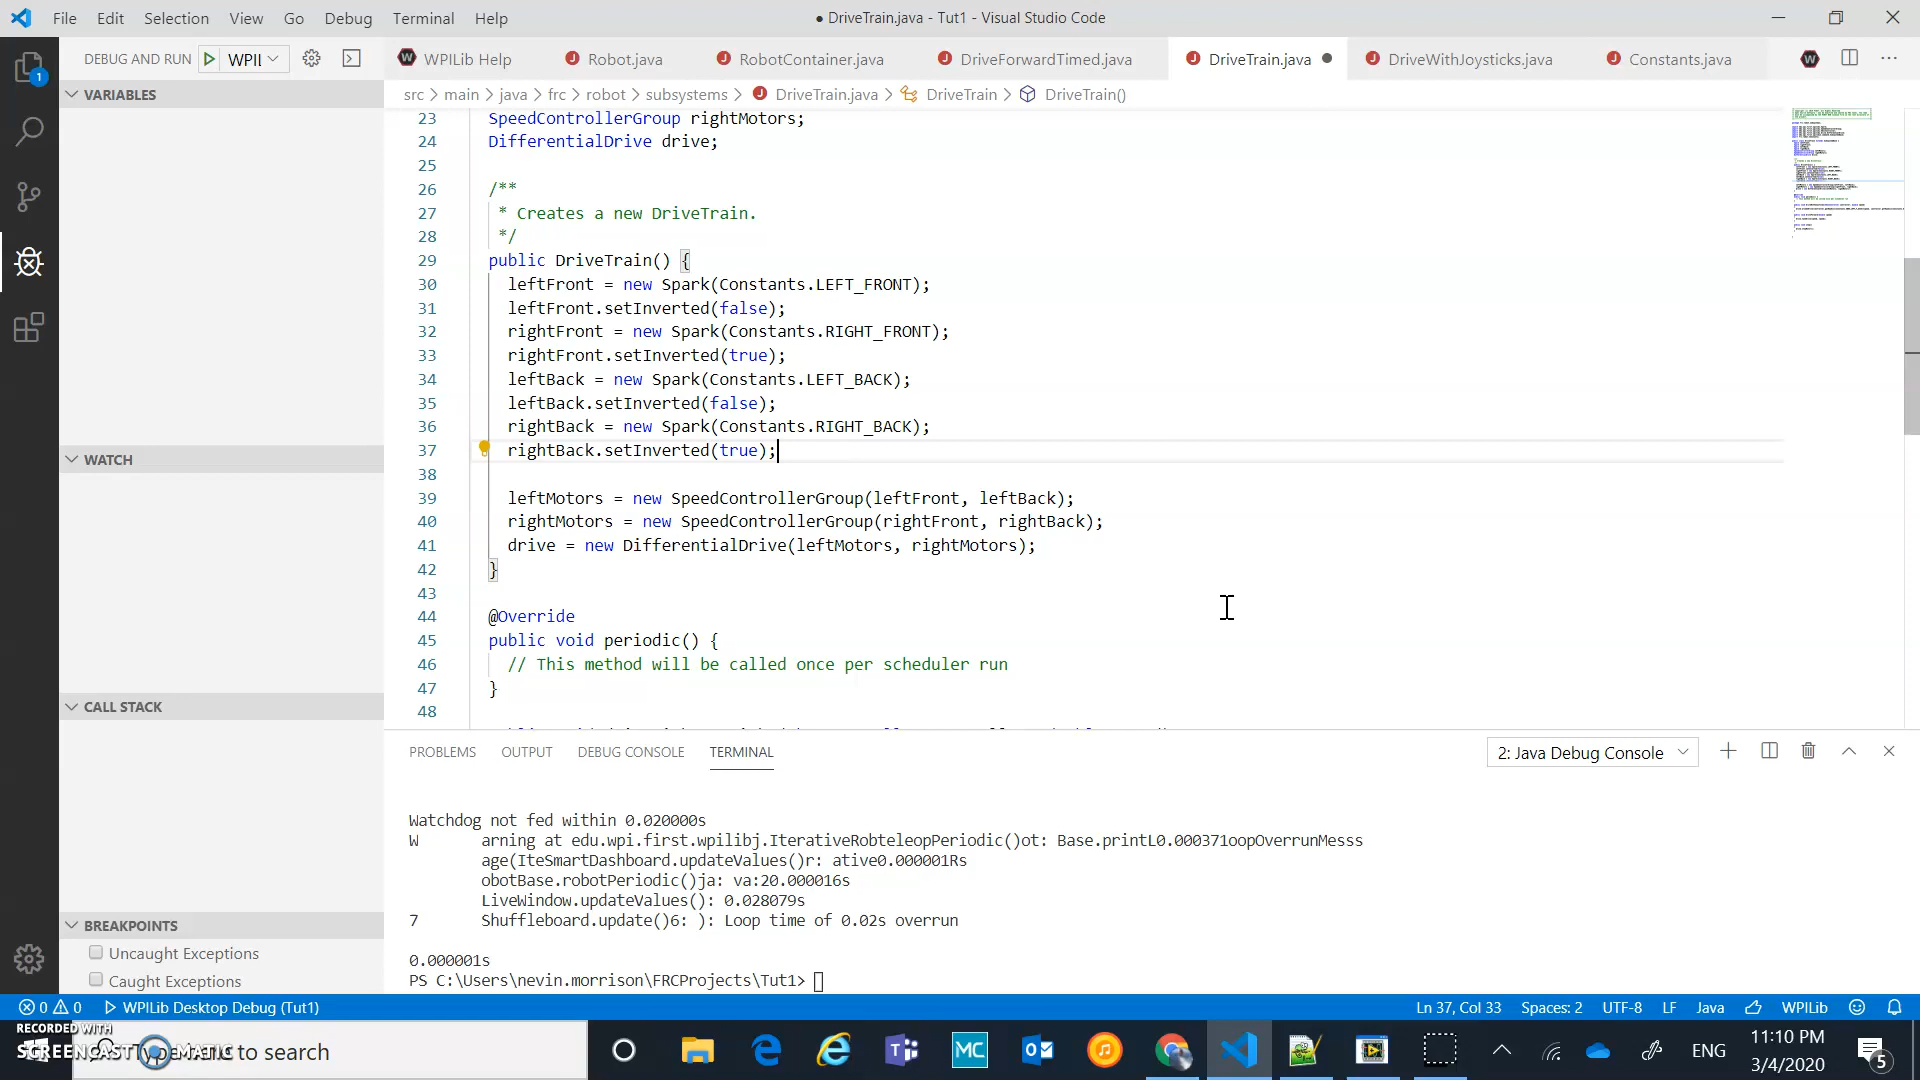 File Edit Selection View Go Debug Terminal Help
● DriveTrain.java - Tut1 - Visual Studio Code
DEBUG AND RUN WPII
WPILib Help
Robot.java
RobotContainer.java
DriveForwardTimed.java
DriveTrain.java
DriveWithJoysticks.java
Constants.java
src > main > java > frc > robot > subsystems > DriveTrain.java > DriveTrain > DriveTrain()
VARIABLES
WATCH
CALL STACK
BREAKPOINTS
Uncaught Exceptions
Caught Exceptions
23 SpeedControllerGroup rightMotors;
24 DifferentialDrive drive;
25
26 /**
27 * Creates a new DriveTrain.
28 */
29 public DriveTrain() {
30 leftFront = new Spark(Constants.LEFT_FRONT);
31 leftFront.setInverted(false);
32 rightFront = new Spark(Constants.RIGHT_FRONT);
33 rightFront.setInverted(true);
34 leftBack = new Spark(Constants.LEFT_BACK);
35 leftBack.setInverted(false);
36 rightBack = new Spark(Constants.RIGHT_BACK);
37 rightBack.setInverted(true);
38
39 leftMotors = new SpeedControllerGroup(leftFront, leftBack);
40 rightMotors = new SpeedControllerGroup(rightFront, rightBack);
41 drive = new DifferentialDrive(leftMotors, rightMotors);
42 }
43
44 @Override
45 public void periodic() {
46 // This method will be called once per scheduler run
47 }
48
PROBLEMS OUTPUT DEBUG CONSOLE TERMINAL
2: Java Debug Console
Watchdog not fed within 0.020000s
W arning at edu.wpi.first.wpilibj.IterativeRobteleopPeriodic()ot: Base.printL0.000371oopOverrunMesss
age(IteSmartDashboard.updateValues()r: ative0.000001Rs
obotBase.robotPeriodic()ja: va:20.000016s
LiveWindow.updateValues(): 0.028079s
7 Shuffleboard.update()6: ): Loop time of 0.02s overrun
0.000001s
PS C:\Users\nevin.morrison\FRCProjects\Tut1>
0 0 WPILib Desktop Debug (Tut1)
Ln 37, Col 33 Spaces: 2 UTF-8 LF Java WPILib
RECORDED WITH
SCREENCAST MATIC
Type here to search
MC
ENG
11:10 PM
3/4/2020
5
1